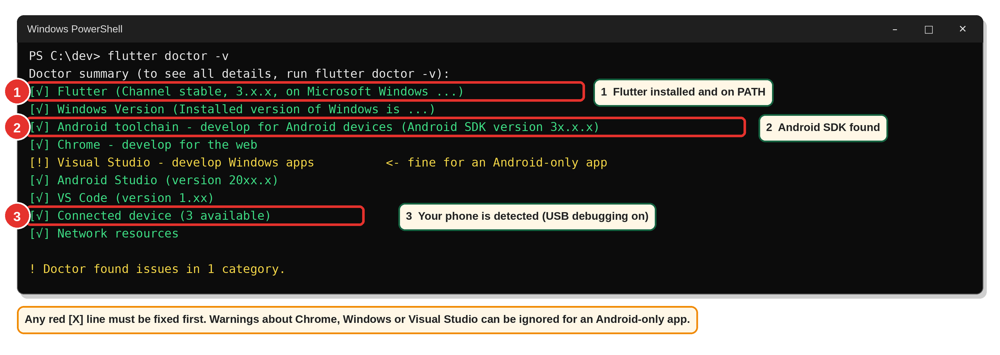 Windows PowerShell
PS C:\dev> flutter doctor -v
Doctor summary (to see all details, run flutter doctor -v):
1 [√] Flutter (Channel stable, 3.x.x, on Microsoft Windows ...) 1 Flutter installed and on PATH
[√] Windows Version (Installed version of Windows is ...)
2 [√] Android toolchain - develop for Android devices (Android SDK version 3x.x.x) 2 Android SDK found
[√] Chrome - develop for the web
[!] Visual Studio - develop Windows apps <- fine for an Android-only app
[√] Android Studio (version 20xx.x)
[√] VS Code (version 1.xx)
3 [√] Connected device (3 available) 3 Your phone is detected (USB debugging on)
[√] Network resources
! Doctor found issues in 1 category.
Any red [X] line must be fixed first. Warnings about Chrome, Windows or Visual Studio can be ignored for an Android-only app.